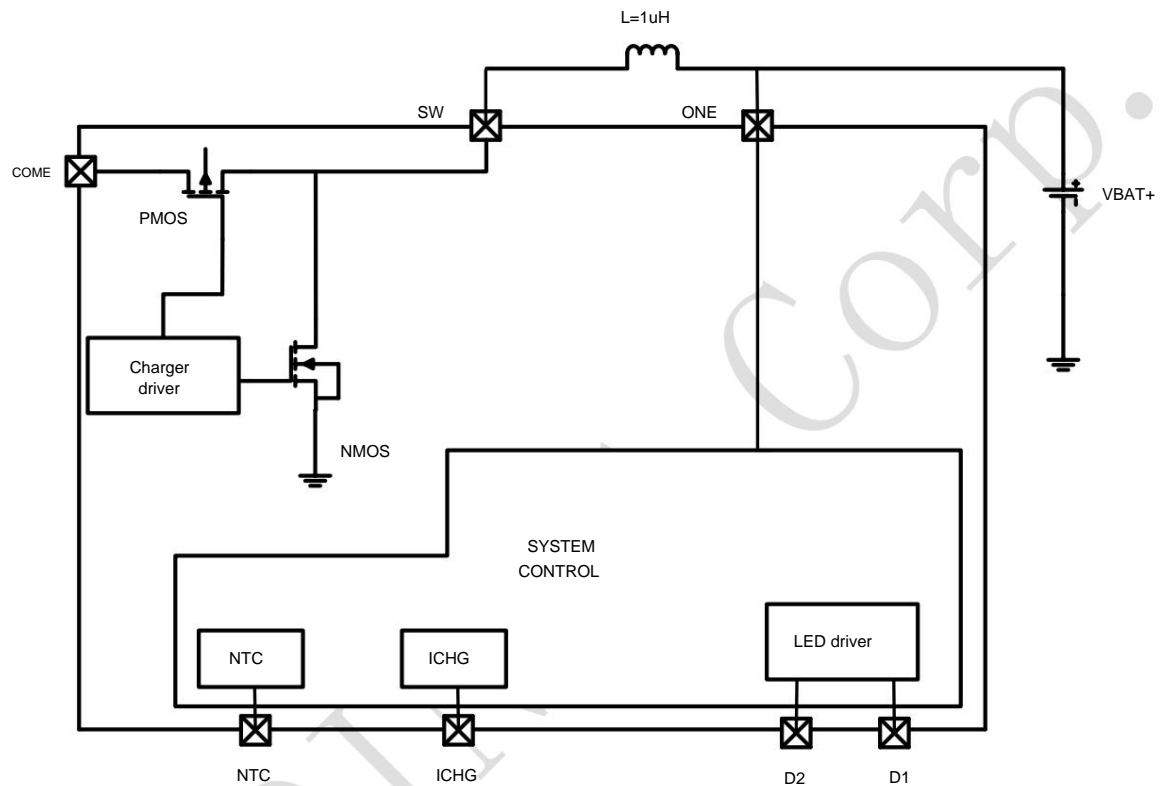 L=1uH
SW
ONE
COME
VBAT+
PMOS
Charger
driver
NMOS
SYSTEM
CONTROL
LED driver
NTC
ICHG
NTC
ICHG
D2
D1
Corp.